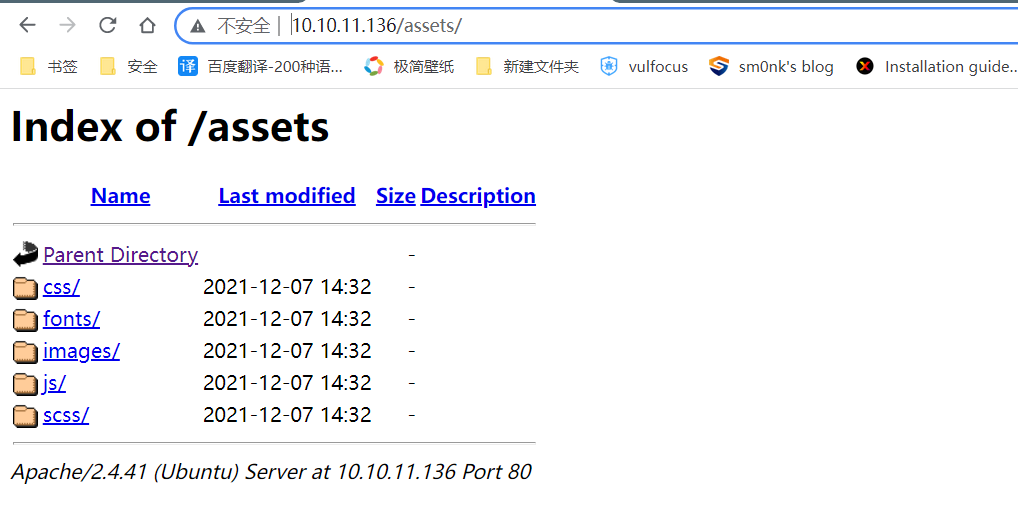 不安全 | 10.10.11.136/assets/
书签 安全 译 百度翻译-200种语... 极简壁纸 新建文件夹 vulfocus sm0nk's blog Installation guide...
Index of /assets
Name Last modified Size Description
Parent Directory -
css/ 2021-12-07 14:32 -
fonts/ 2021-12-07 14:32 -
images/ 2021-12-07 14:32 -
js/ 2021-12-07 14:32 -
scss/ 2021-12-07 14:32 -
Apache/2.4.41 (Ubuntu) Server at 10.10.11.136 Port 80